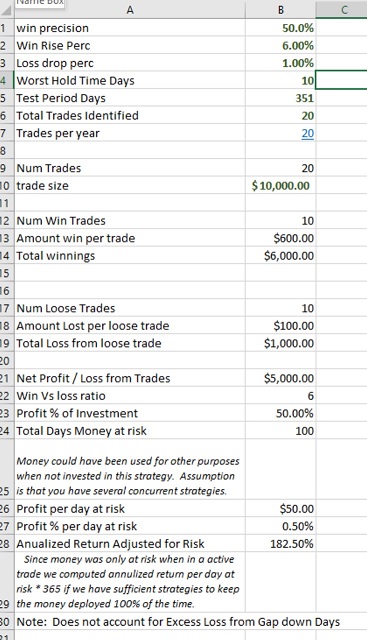 Name Box
A B C
1 win precision 50.0%
2 Win Rise Perc 6.00%
3 Loss drop perc 1.00%
4 Worst Hold Time Days 10
5 Test Period Days 351
6 Total Trades Identified 20
7 Trades per year 20
8
9 Num Trades 20
10 trade size $10,000.00
11
12 Num Win Trades 10
13 Amount win per trade $600.00
14 Total winnings $6,000.00
15
16
17 Num Loose Trades 10
18 Amount Lost per loose trade $100.00
19 Total Loss from loose trade $1,000.00
20
21 Net Profit / Loss from Trades $5,000.00
22 Win Vs loss ratio 6
23 Profit % of Investment 50.00%
24 Total Days Money at risk 100
Money could have been used for other purposes
when not invested in this strategy. Assumption
25 is that you have several concurrent strategies.
26 Profit per day at risk $50.00
27 Profit % per day at risk 0.50%
28 Anualized Return Adjusted for Risk 182.50%
Since money was only at risk when in a active
trade we computed annulized return per day at
risk * 365 if we have sufficient strategies to keep
29 the money deployed 100% of the time.
30 Note: Does not account for Excess Loss from Gap down Days
31